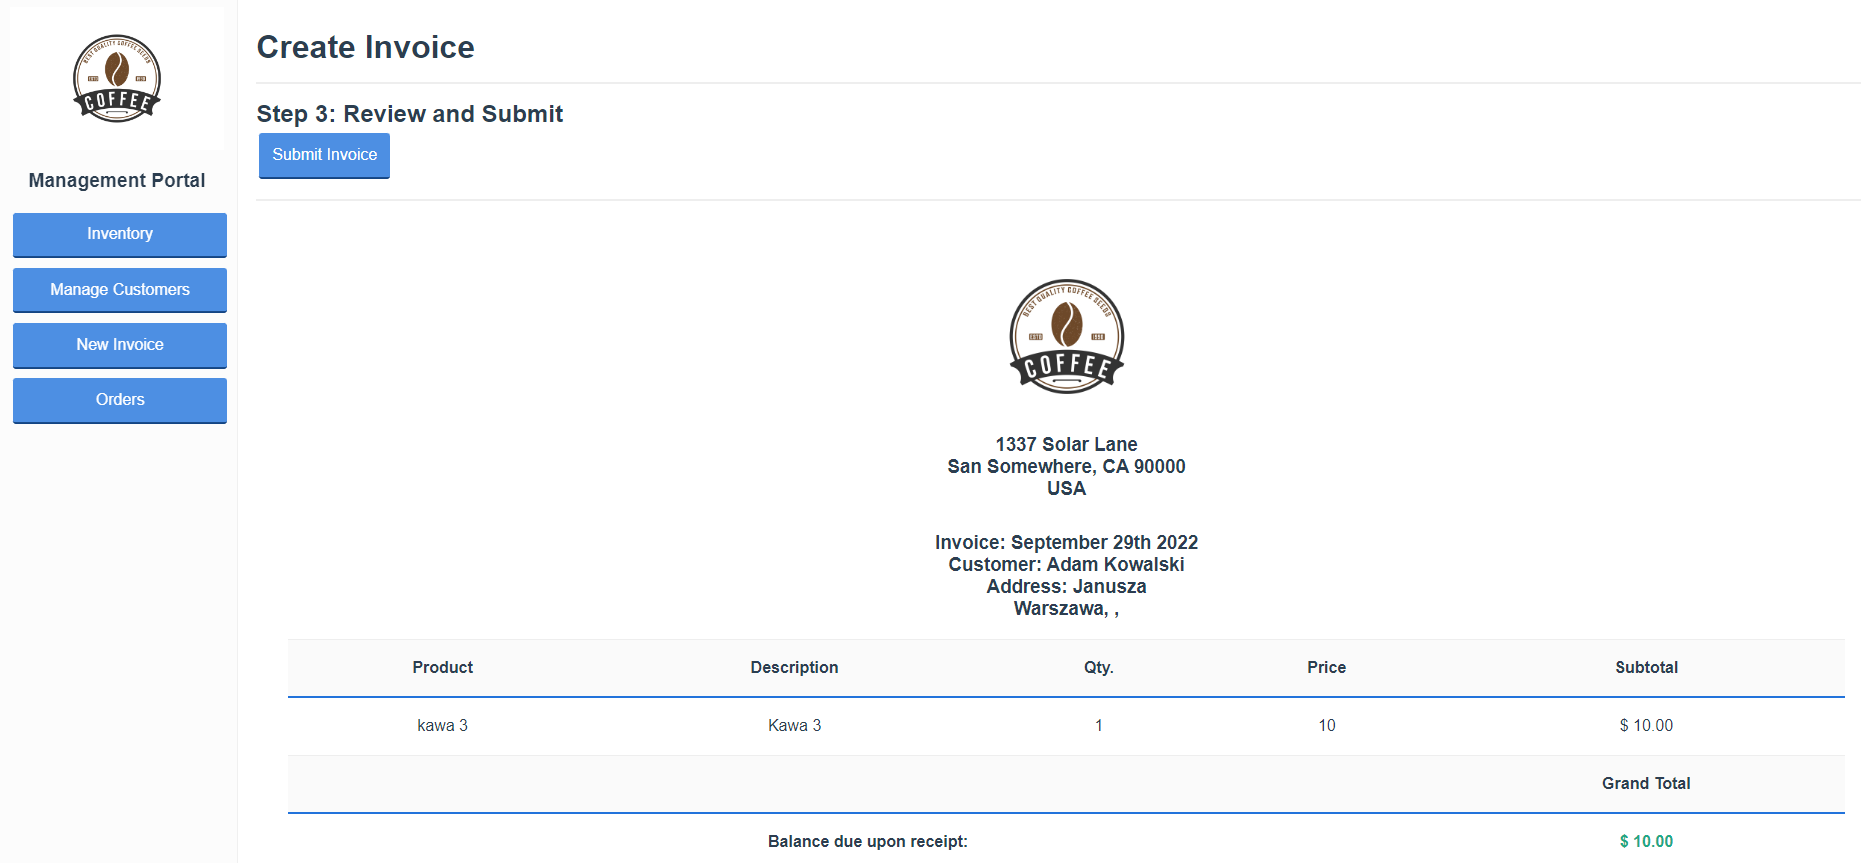 BEST QUALITY COFFEE SEEDS
COFFEE
Management Portal
Inventory
Manage Customers
New Invoice
Orders
Create Invoice
Step 3: Review and Submit
Submit Invoice
BEST QUALITY COFFEE SEEDS
ESTD
COFFEE
1337 Solar Lane
San Somewhere, CA 90000
USA
Invoice: September 29th 2022
Customer: Adam Kowalski
Address: Janusza
Warszawa, , 
Product Description Qty. Price Subtotal
kawa 3 Kawa 3 1 10 $ 10.00
Grand Total
Balance due upon receipt: $ 10.00